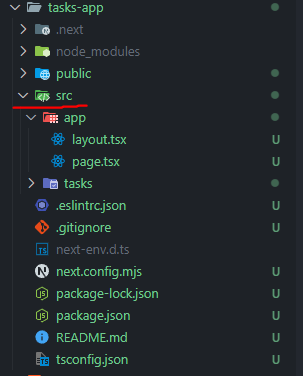 tasks-app
.next
node_modules
public
src
app
layout.tsx U
page.tsx U
tasks
.eslintrc.json U
.gitignore U
next-env.d.ts
next.config.mjs U
package-lock.json U
package.json U
README.md U
tsconfig.json U